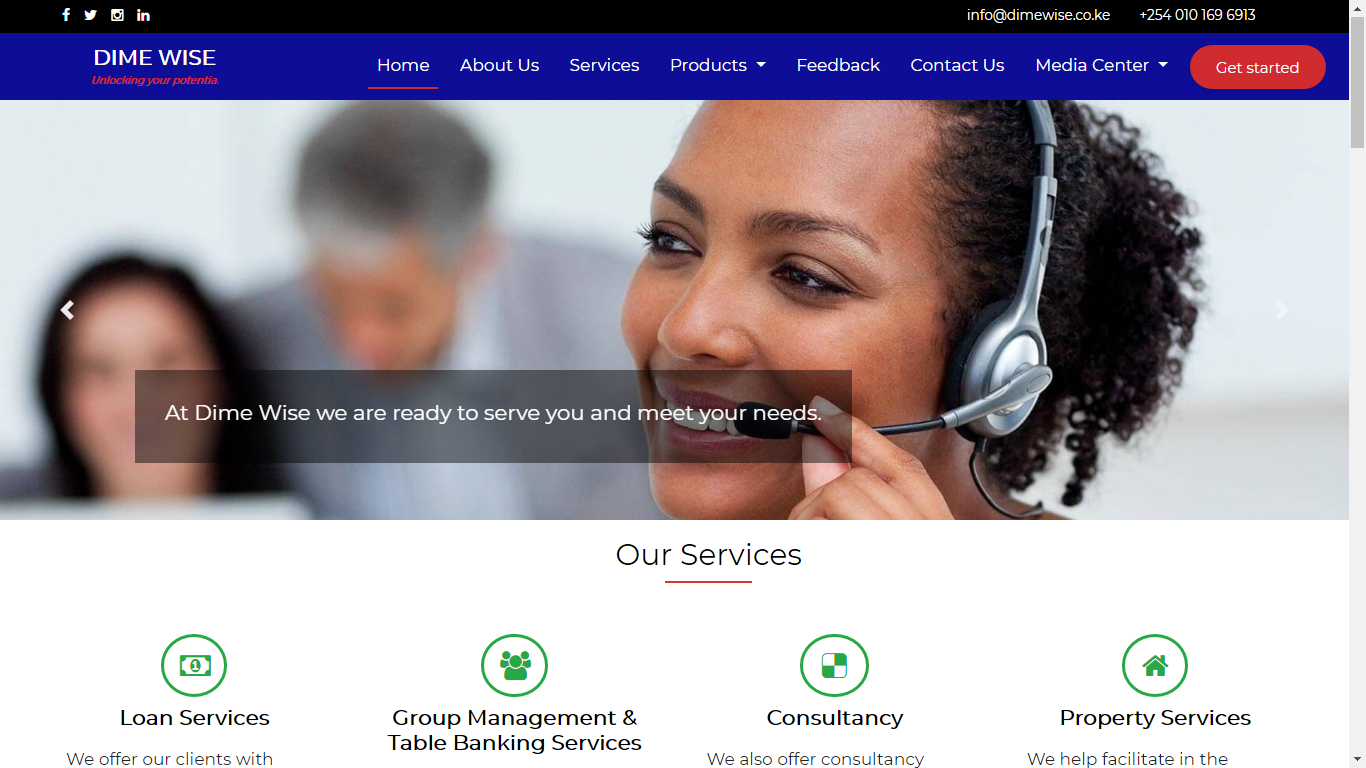 info@dimewise.co.ke +254 010 169 6913
DIME WISE
Unlocking your potential
Home About Us Services Products Feedback Contact Us Media Center Get started
At Dime Wise we are ready to serve you and meet your needs.
Our Services
Loan Services
We offer our clients with
Group Management &
Table Banking Services
Consultancy
We also offer consultancy
Property Services
We help facilitate in the